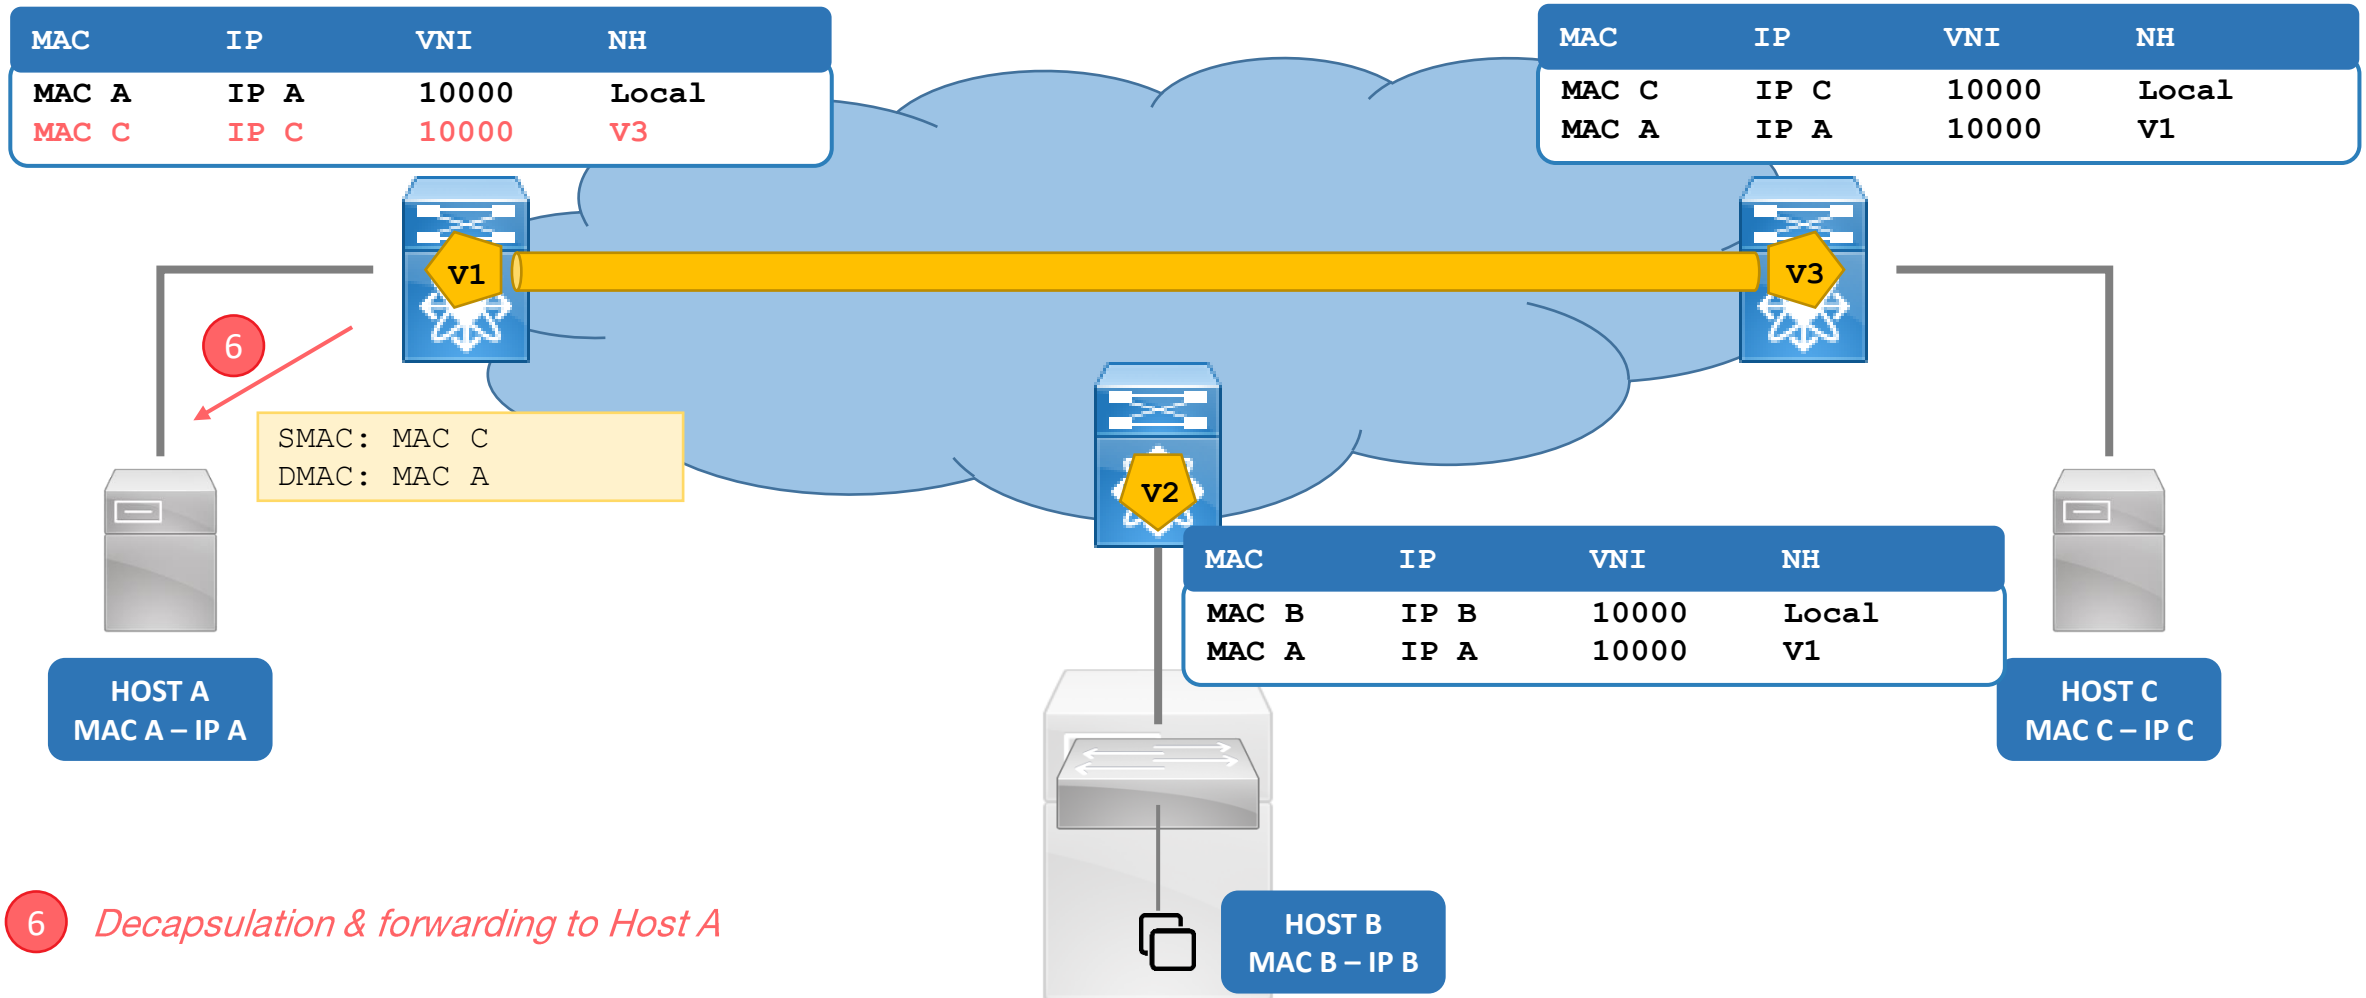 MAC IP VNI NH
MAC A IP A 10000 Local
MAC C IP C 10000 V3
MAC IP VNI NH
MAC C IP C 10000 Local
MAC A IP A 10000 V1
V1
V3
6
SMAC: MAC C
DMAC: MAC A
V2
MAC IP VNI NH
MAC B IP B 10000 Local
MAC A IP A 10000 V1
HOST A
MAC A – IP A
HOST C
MAC C – IP C
6 Decapsulation & forwarding to Host A
HOST B
MAC B – IP B